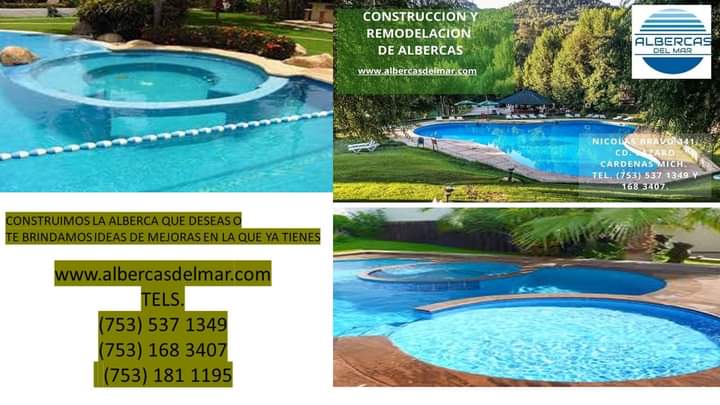 CONSTRUCCION Y
REMODELACION
DE ALBERCAS
www.albercasdelmar.com
ALBERCAS
DEL MAR
NICOLAS BRAVO 341,
CD. LAZARO
CARDENAS MICH.
TEL. (753) 537 1349 Y
168 3407.
CONSTRUIMOS LA ALBERCA QUE DESEAS O
TE BRINDAMOS IDEAS DE MEJORAS EN LA QUE YA TIENES
www.albercasdelmar.com
TELS.
(753) 537 1349
(753) 168 3407
(753) 181 1195